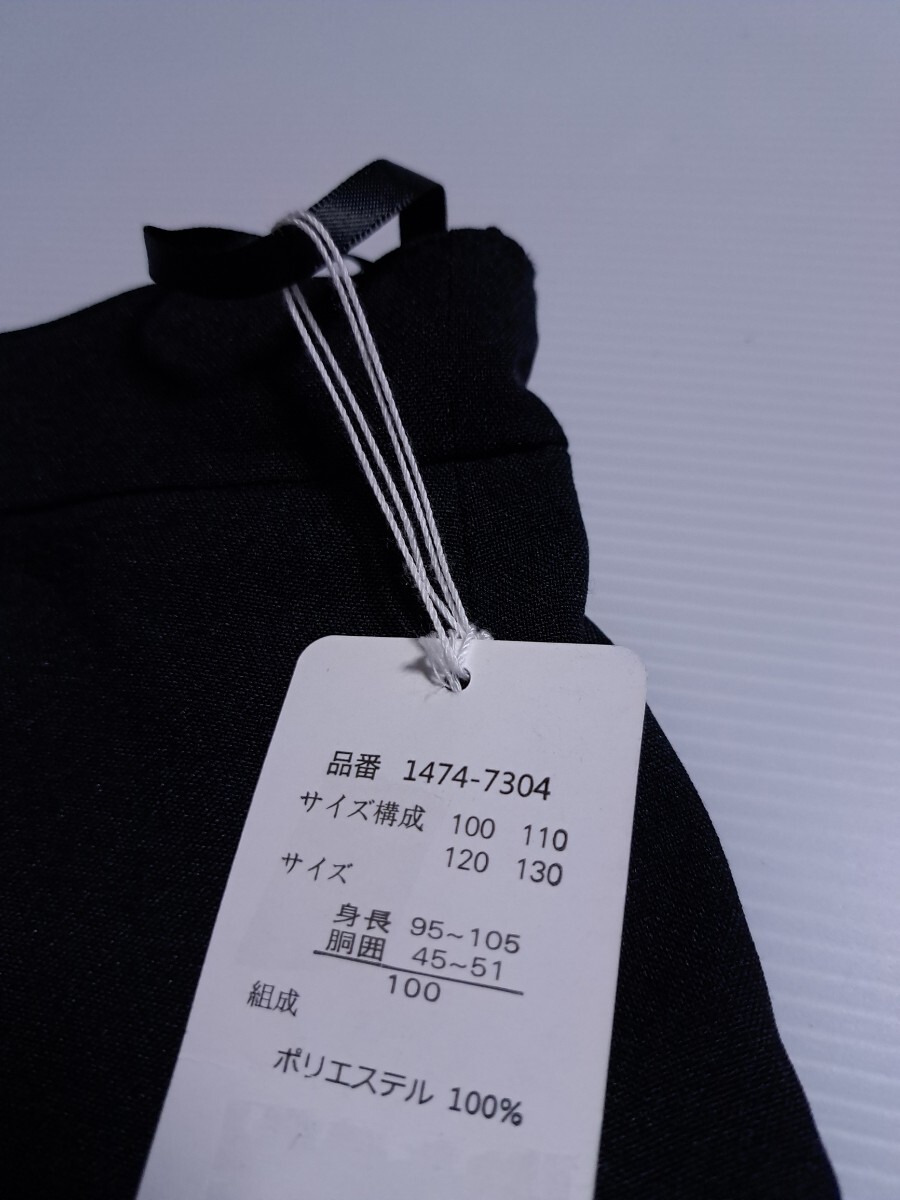 品番 1474-7304
サイズ構成 100 110
120 130
サイズ
身長 95~105
胴囲 45~51
100
組成
ポリエステル 100%